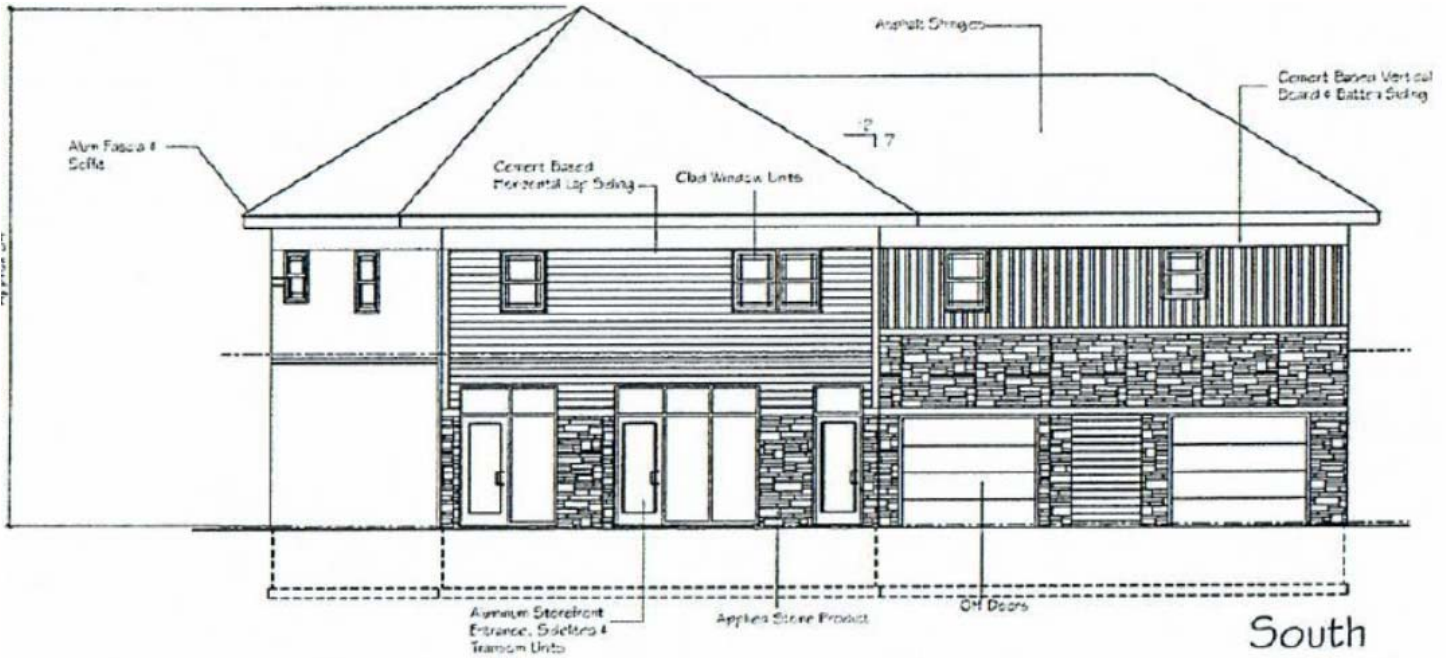 Asphalt Shingles
Cement Based Vertical
Board & Batten Siding
12
7
Alum Fascia &
Soffit
Cement Based
Horizontal Lap Siding
Clad Window Units
Aluminum Storefront
Entrance, Sidelites &
Transom Units
Applied Stone Product
OH Doors
South